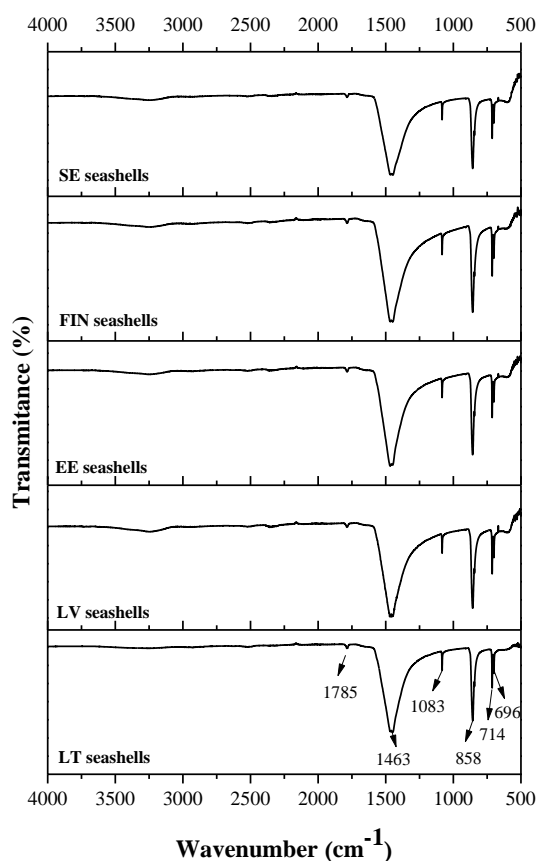 4000 3500 3000 2500 2000 1500 1000 500
SE seashells
FIN seashells
EE seashells
LV seashells
LT seashells
1785
1463
1083
858
714
696
Transmitance (%)
4000 3500 3000 2500 2000 1500 1000 500
Wavenumber (cm-1)